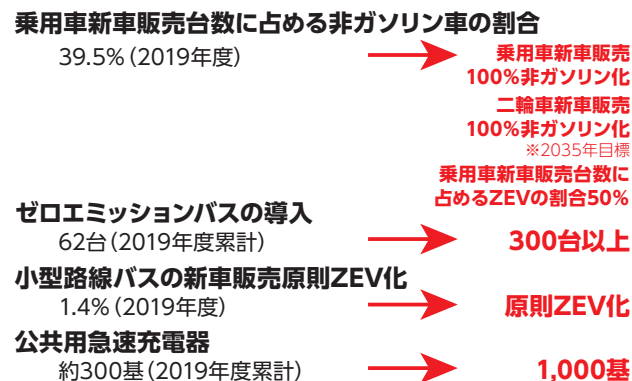 乗用車新車販売台数に占める非ガソリン車の割合
39.5%(2019年度)
乗用車新車販売
100%非ガソリン化
二輪車新車販売
100%非ガソリン化
※2035年目標
乗用車新車販売台数に
占めるZEVの割合50%
ゼロエミッションバスの導入
62台(2019年度累計)
300台以上
小型路線バスの新車販売原則ZEV化
1.4%(2019年度)
原則ZEV化
公共用急速充電器
約300基(2019年度累計)
1,000基